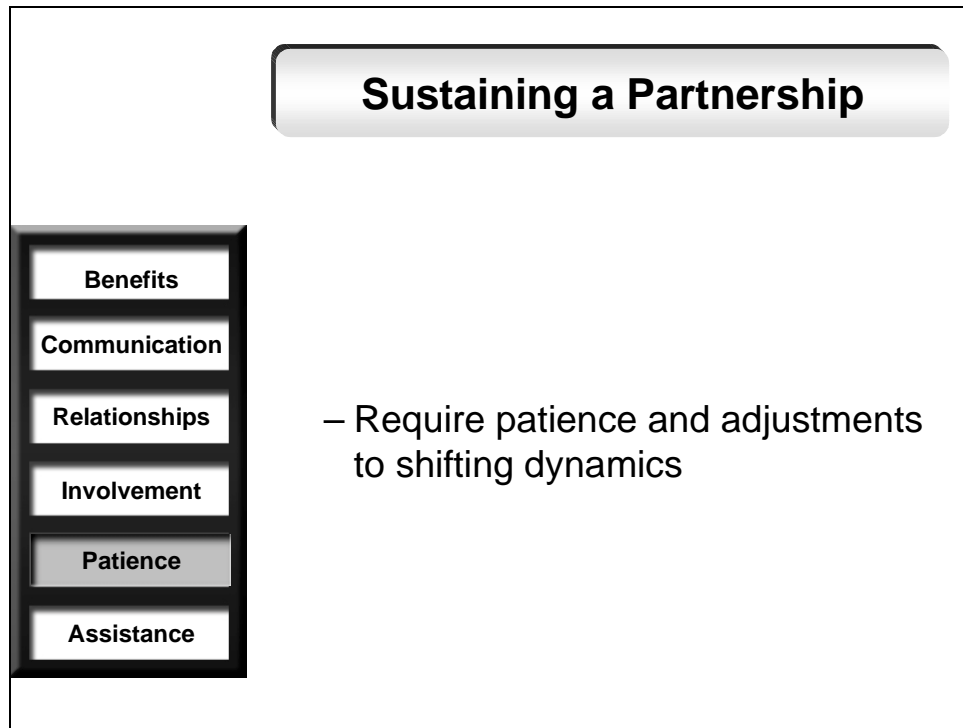 Sustaining a Partnership
Benefits
Communication
Relationships
Involvement
Patience
Assistance
– Require patience and adjustments
to shifting dynamics